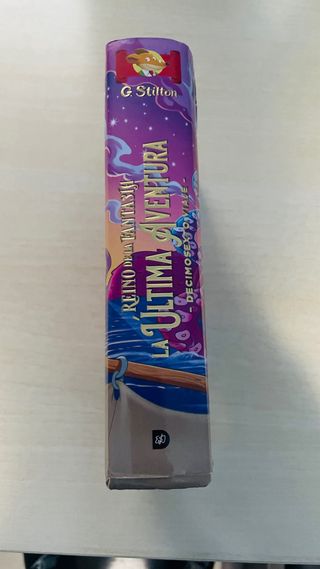 G. Stilton
REINO DE LA FANTASÍA
LA ÚLTIMA AVENTURA
- DECIMOSEXTO VIAJE -